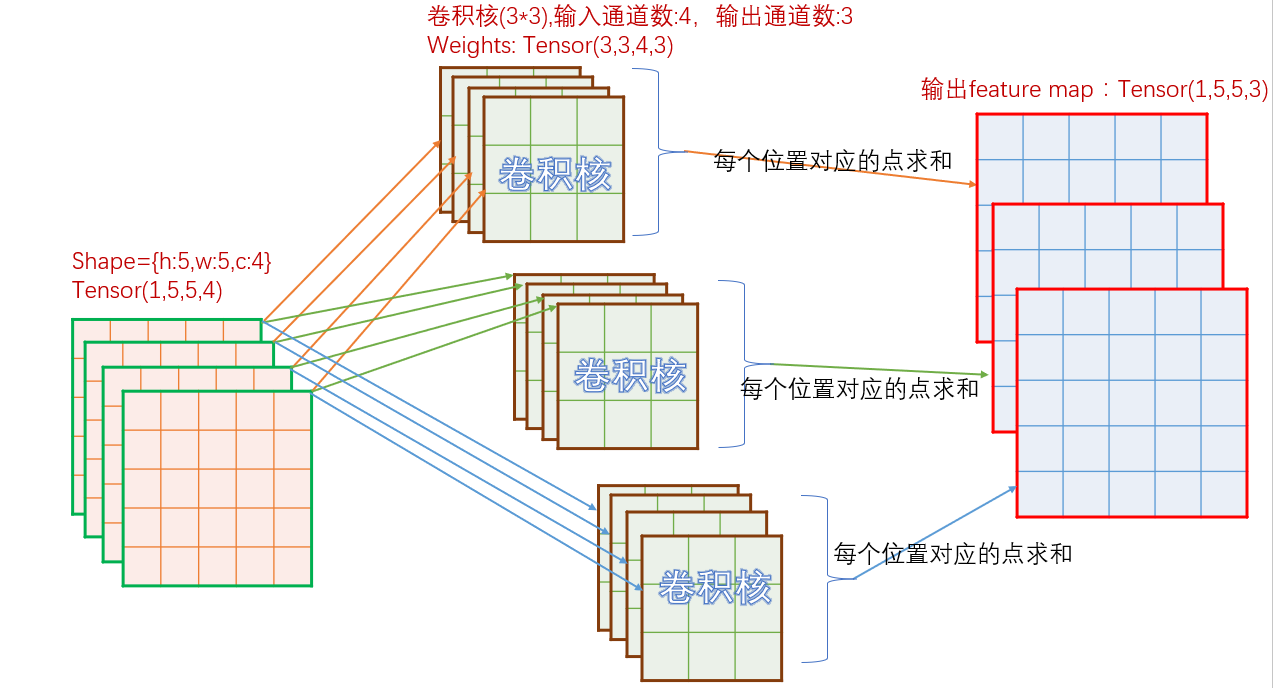 卷积核(3*3),输入通道数:4，输出通道数:3
Weights: Tensor(3,3,4,3)
输出feature map：Tensor(1,5,5,3)
每个位置对应的点求和
卷积核
Shape={h:5,w:5,c:4}
Tensor(1,5,5,4)
卷积核
每个位置对应的点求和
每个位置对应的点求和
卷积核